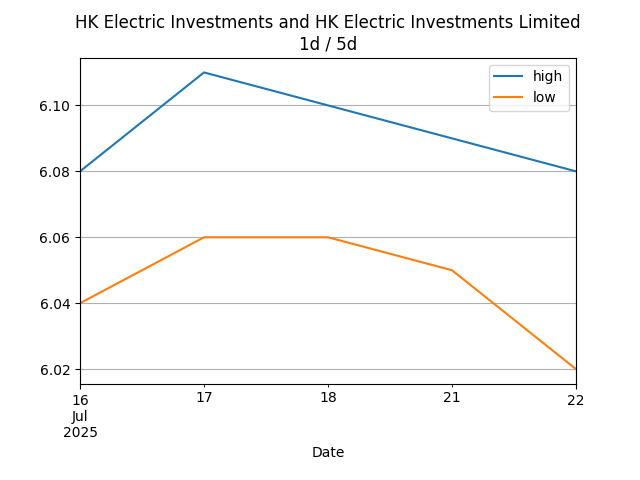 HK Electric Investments and HK Electric Investments Limited
1d / 5d
high
low
6.10
6.08
6.06
6.04
6.02
16 17 18 21 22
Jul
2025
Date